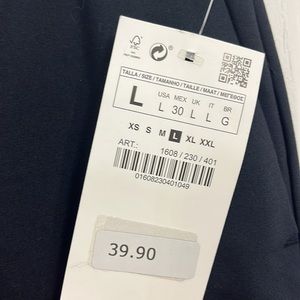 FSC
TALLA / SIZE / TAMANHO / TAILLE / MAAT / ΜΕΓΕΘΟΣ
L
USA MEX UK IT BR
L 30 L L G
XS S M L XL XXL
ART.: 1608 / 230 / 401
01608230401049
39.90